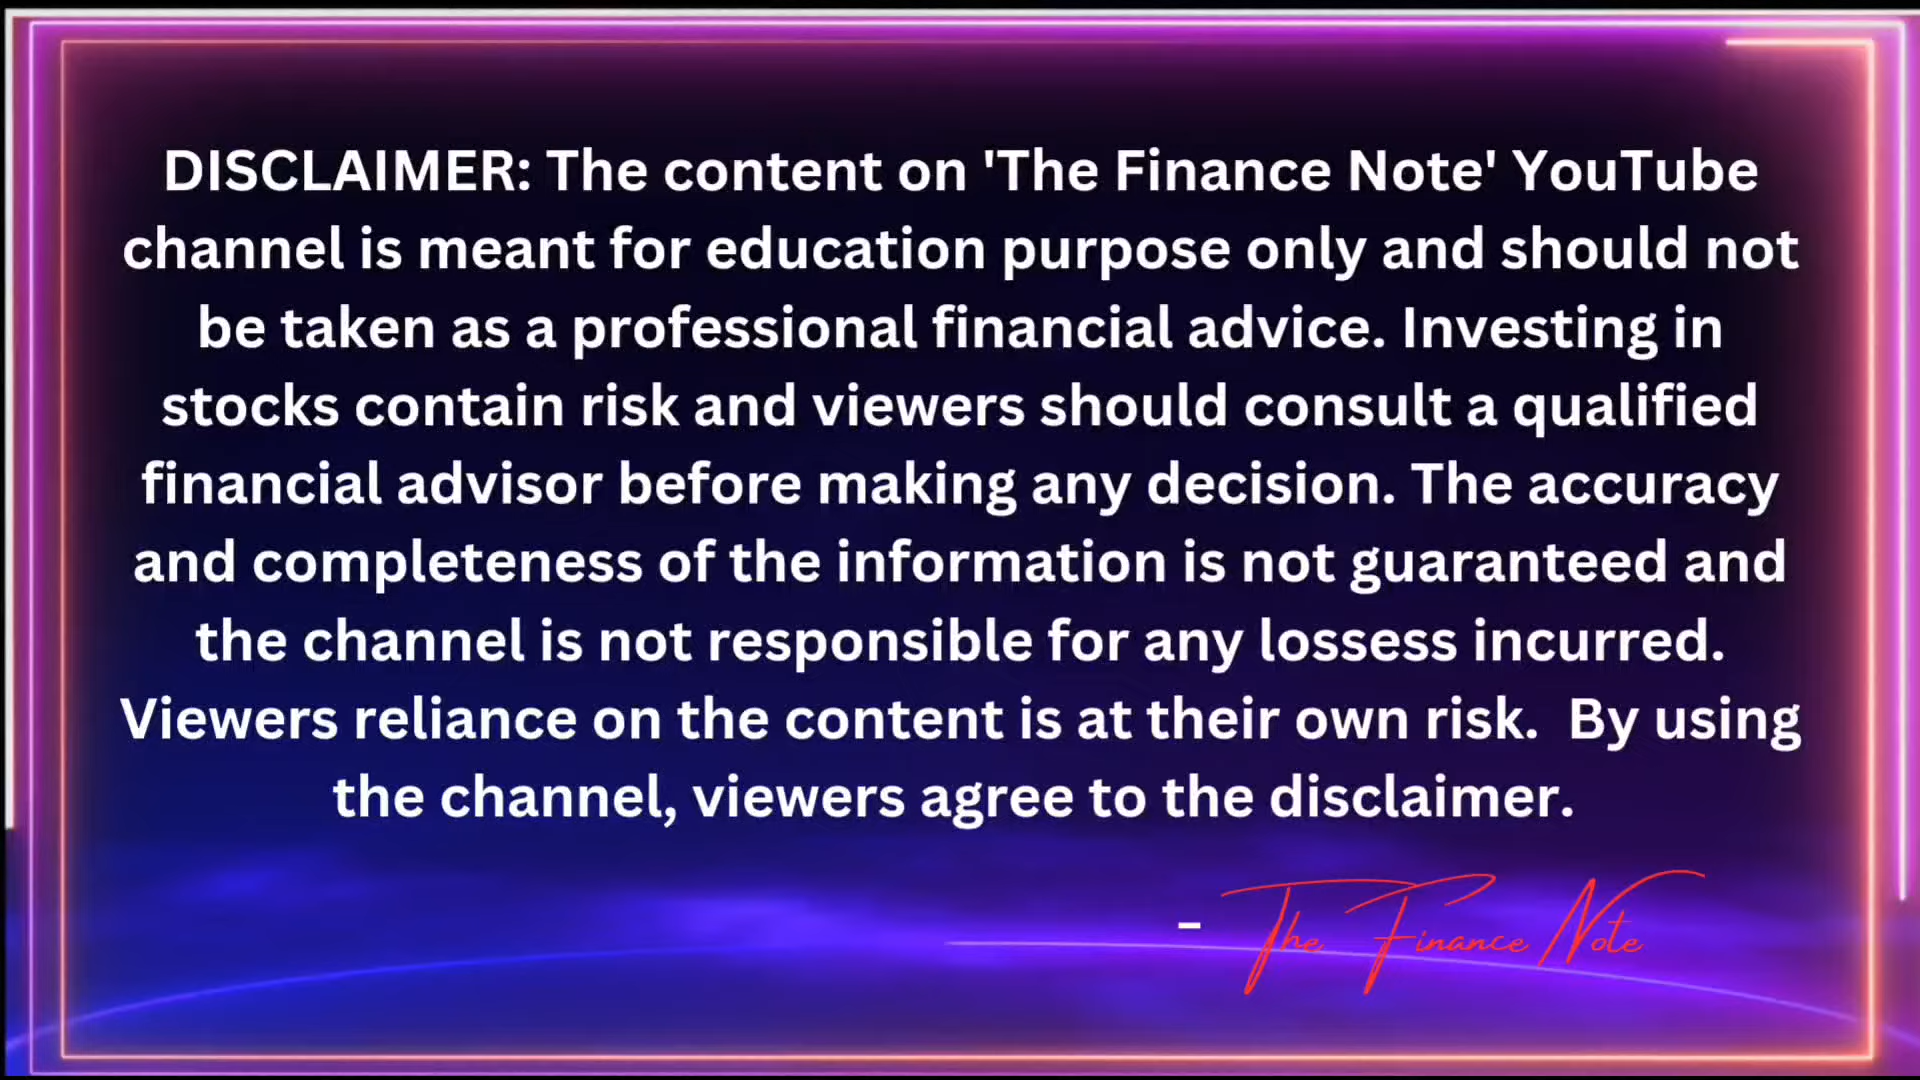 DISCLAIMER: The content on 'The Finance Note' YouTube
channel is meant for education purpose only and should not
be taken as a professional financial advice. Investing in
stocks contain risk and viewers should consult a qualified
financial advisor before making any decision. The accuracy
and completeness of the information is not guaranteed and
the channel is not responsible for any lossess incurred.
Viewers reliance on the content is at their own risk.  By using
the channel, viewers agree to the disclaimer.
- The Finance Note